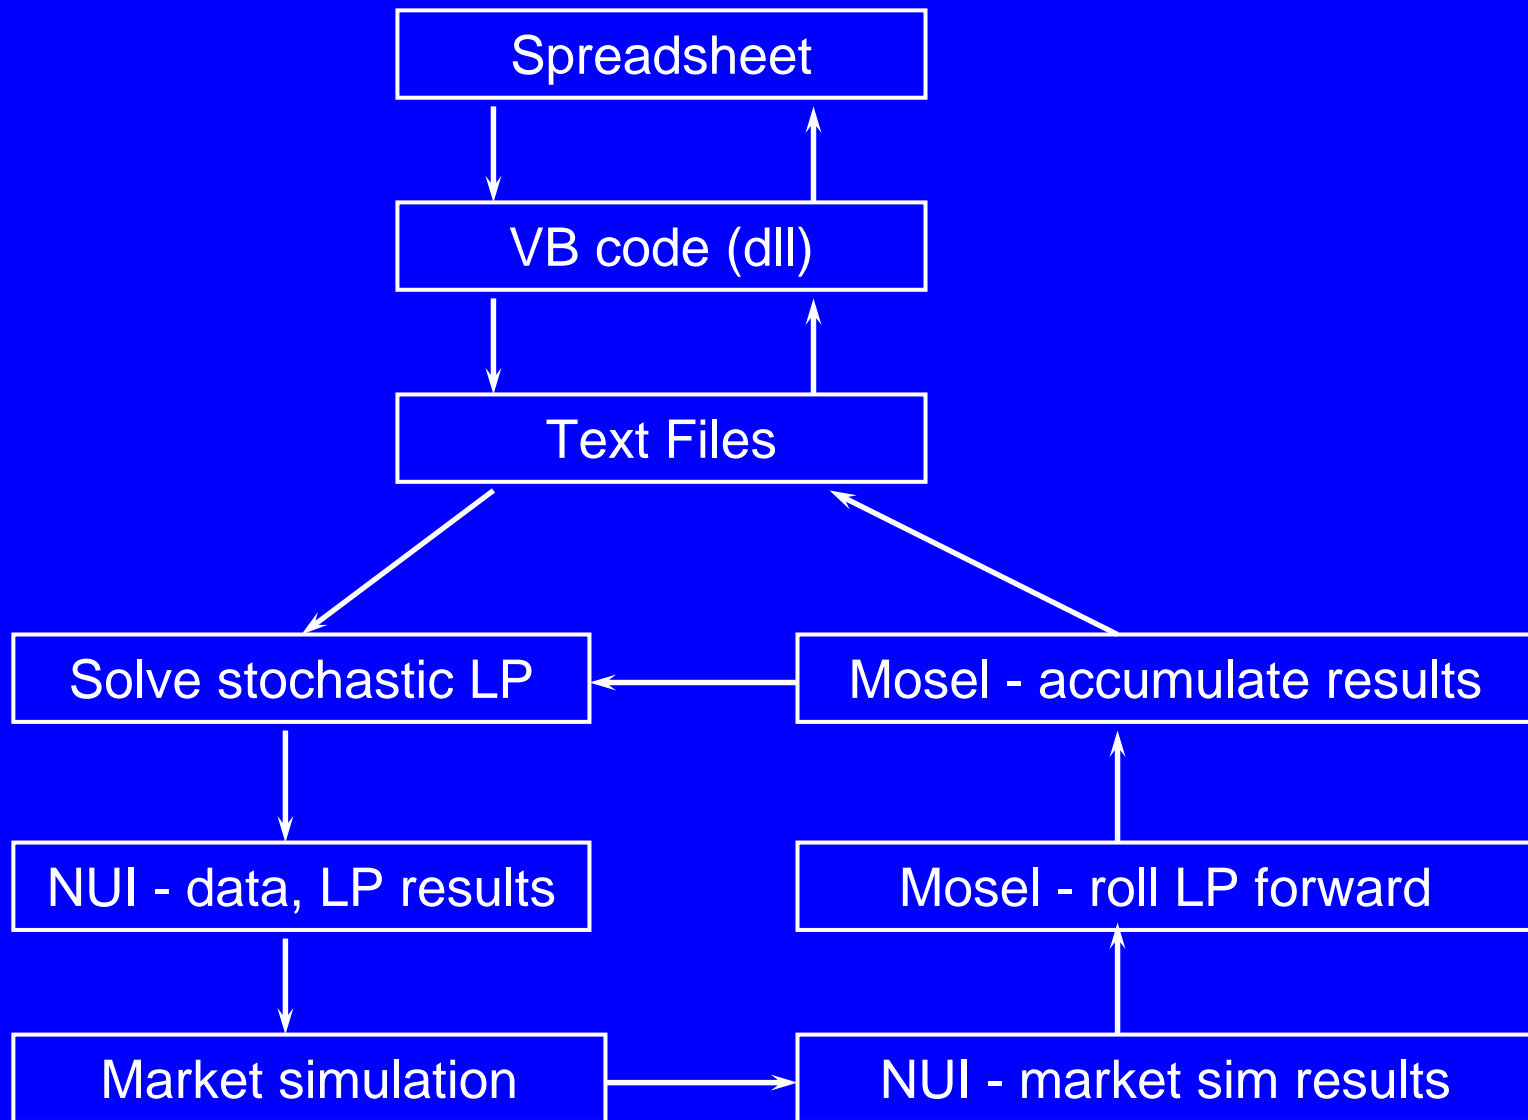 Spreadsheet
VB code (dll)
Text Files
Solve stochastic LP
Mosel - accumulate results
NUI - data, LP results
Mosel - roll LP forward
Market simulation
NUI - market sim results